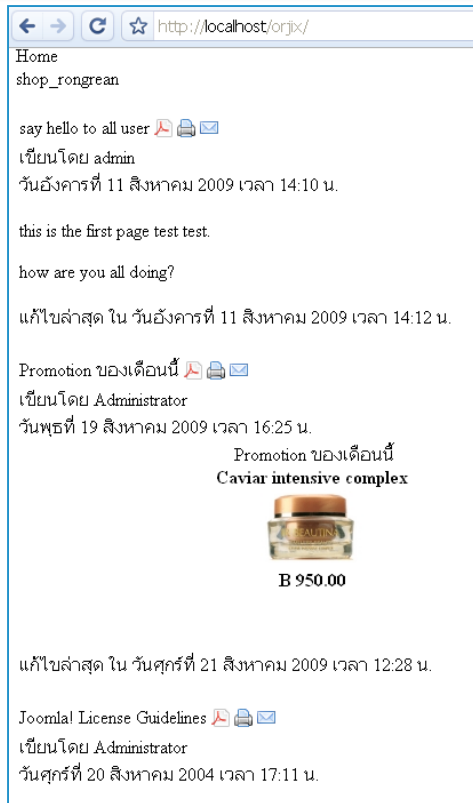 http://localhost/orjix/
Home
shop_rongrean
say hello to all user
เขียนโดย admin
วันอังคารที่ 11 สิงหาคม 2009 เวลา 14:10 น.
this is the first page test test.
how are you all doing?
แก้ไขล่าสุด ใน วันอังคารที่ 11 สิงหาคม 2009 เวลา 14:12 น.
Promotion ของเดือนนี้
เขียนโดย Administrator
วันพุธที่ 19 สิงหาคม 2009 เวลา 16:25 น.
Promotion ของเดือนนี้
Caviar intensive complex
B 950.00
แก้ไขล่าสุด ใน วันศุกร์ที่ 21 สิงหาคม 2009 เวลา 12:28 น.
Joomla! License Guidelines
เขียนโดย Administrator
วันศุกร์ที่ 20 สิงหาคม 2004 เวลา 17:11 น.